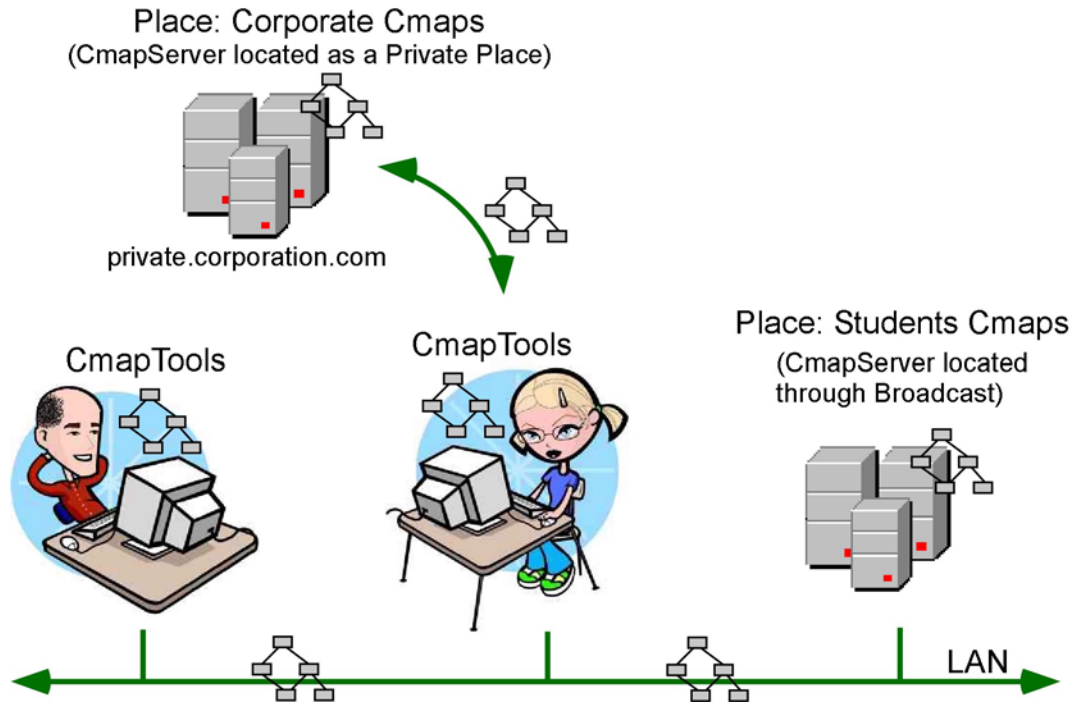 Place: Corporate Cmaps
(CmapServer located as a Private Place)
private.corporation.com
CmapTools
CmapTools
Place: Students Cmaps
(CmapServer located
through Broadcast)
LAN